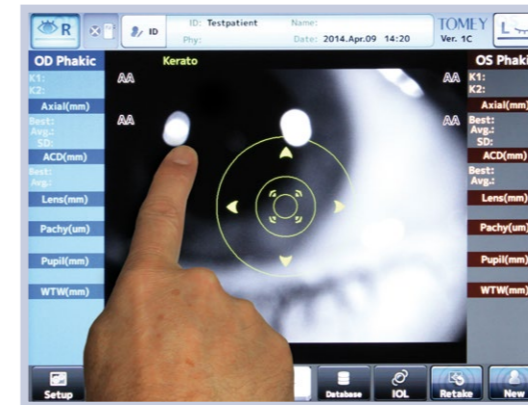 R
ID
ID: Testpatient
Name:
Phy:
Date: 2014.Apr.09 14:20
TOMEY
Ver. 1C
L
OD Phakic
Kerato
OS Phaki
K1:
K2:
AA
AA
K1:
K2:
Axial(mm)
Axial(mm)
Best:
Avg.:
SD:
AA
AA
Best:
Avg.:
SD:
ACD(mm)
ACD(mm)
Best:
Avg.:
Best:
Avg.:
Lens(mm)
Lens(mm)
Pachy(um)
Pachy(um)
Pupil(mm)
Pupil(mm)
WTW(mm)
WTW(mm)
Setup
Database
IOL
Retake
New